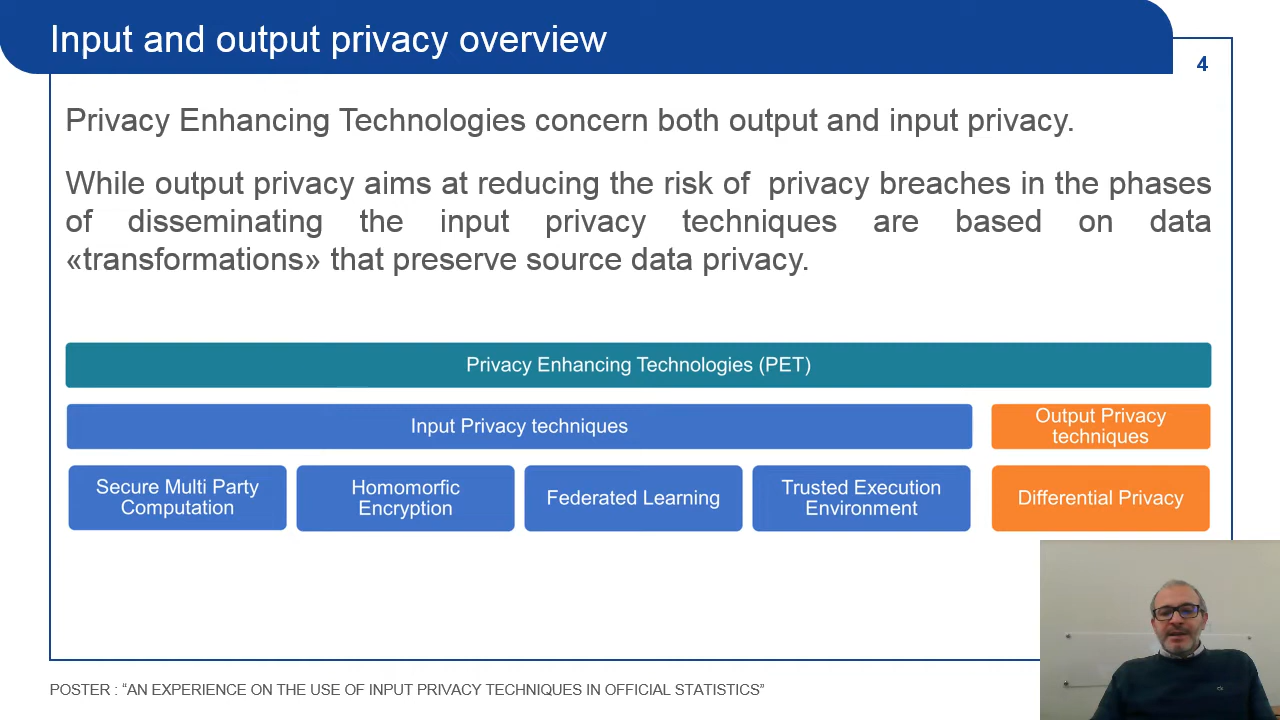 Input and output privacy overview
4
Privacy Enhancing Technologies concern both output and input privacy.
While output privacy aims at reducing the risk of privacy breaches in the phases
of disseminating the input privacy techniques are based on data
«transformations» that preserve source data privacy.
Privacy Enhancing Technologies (PET)
Input Privacy techniques
Output Privacy
techniques
Secure Multi Party
Computation
Homomorfic
Encryption
Federated Learning
Trusted Execution
Environment
Differential Privacy
POSTER : “AN EXPERIENCE ON THE USE OF INPUT PRIVACY TECHNIQUES IN OFFICIAL STATISTICS”